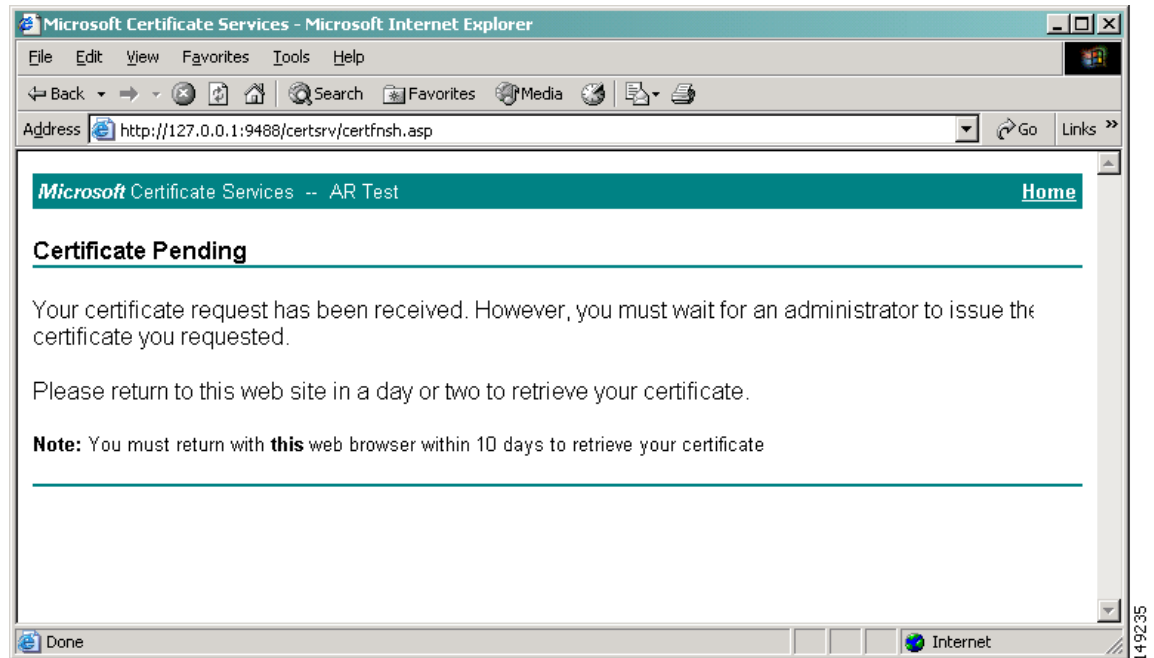 Microsoft Certificate Services - Microsoft Internet Explorer
File Edit View Favorites Tools Help
Back Search Favorites Media
Address http://127.0.0.1:9488/certsrv/certfnsh.asp Go Links »
Microsoft Certificate Services -- AR Test Home
Certificate Pending
Your certificate request has been received. However, you must wait for an administrator to issue the
certificate you requested.
Please return to this web site in a day or two to retrieve your certificate.
Note: You must return with this web browser within 10 days to retrieve your certificate
Done Internet
149235